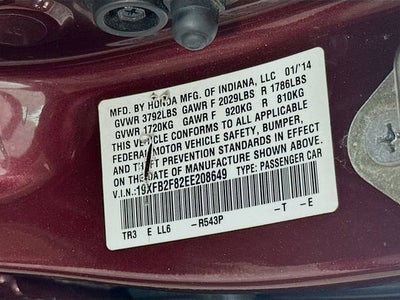 MFD. BY HONDA MFG. OF INDIANA, LLC 01/'14
GVWR 3792LBS GAWR F 2029LBS R 1786LBS
GVWR 1720KG GAWR F 920KG R 810KG
THIS VEHICLE CONFORMS TO ALL APPLICABLE
FEDERAL MOTOR VEHICLE SAFETY, BUMPER,
AND THEFT PREVENTION STANDARDS IN EFFECT
ON THE DATE OF MANUFACTURE SHOWN ABOVE.
V.I.N.: 19XFB2F82EE208649 TYPE: PASSENGER CAR
TR3 E LL6 -R543P -T -E